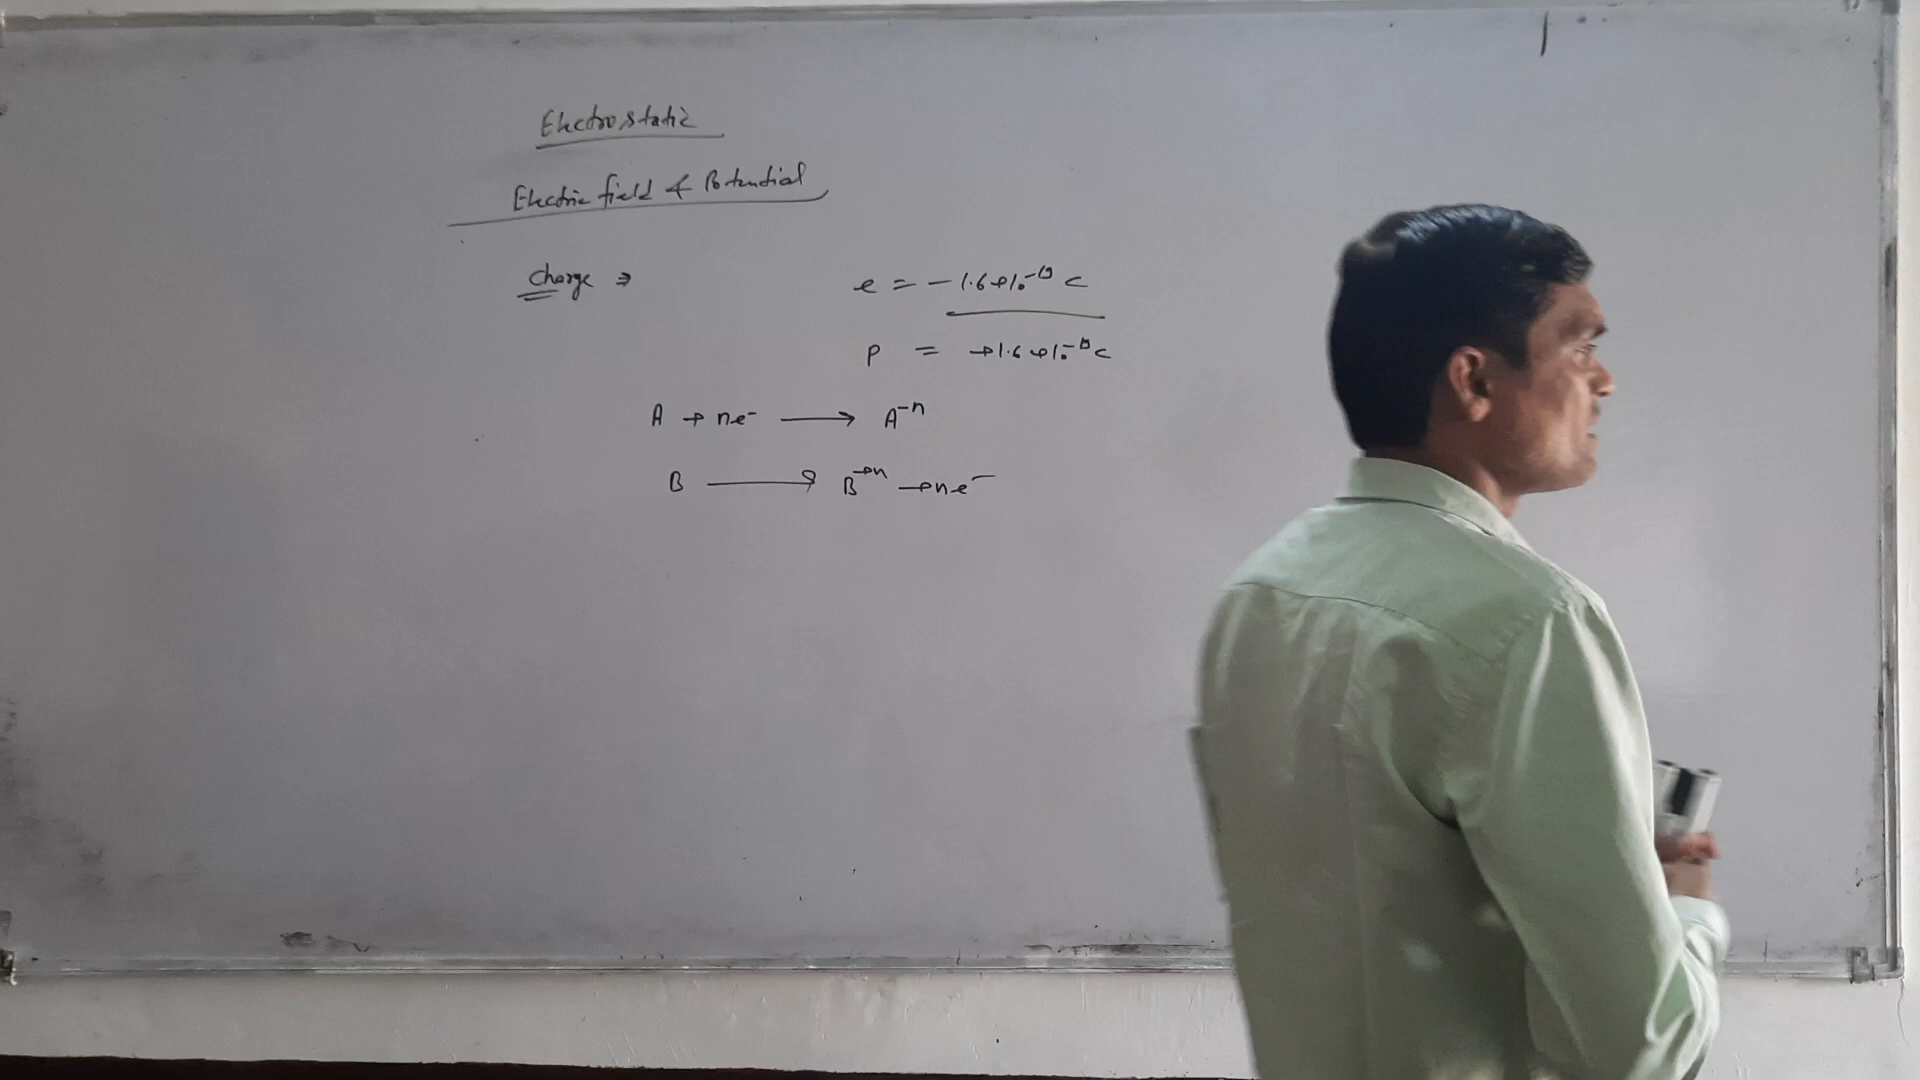 Electrostatic
Electric field & Potential
Charge ⇒
e = - 1.6 × 10⁻¹⁹ C
P = +1.6 × 10⁻¹⁹ C
A + ne⁻ ⟶ A⁻ⁿ
B ⟶ B⁺ⁿ + ne⁻